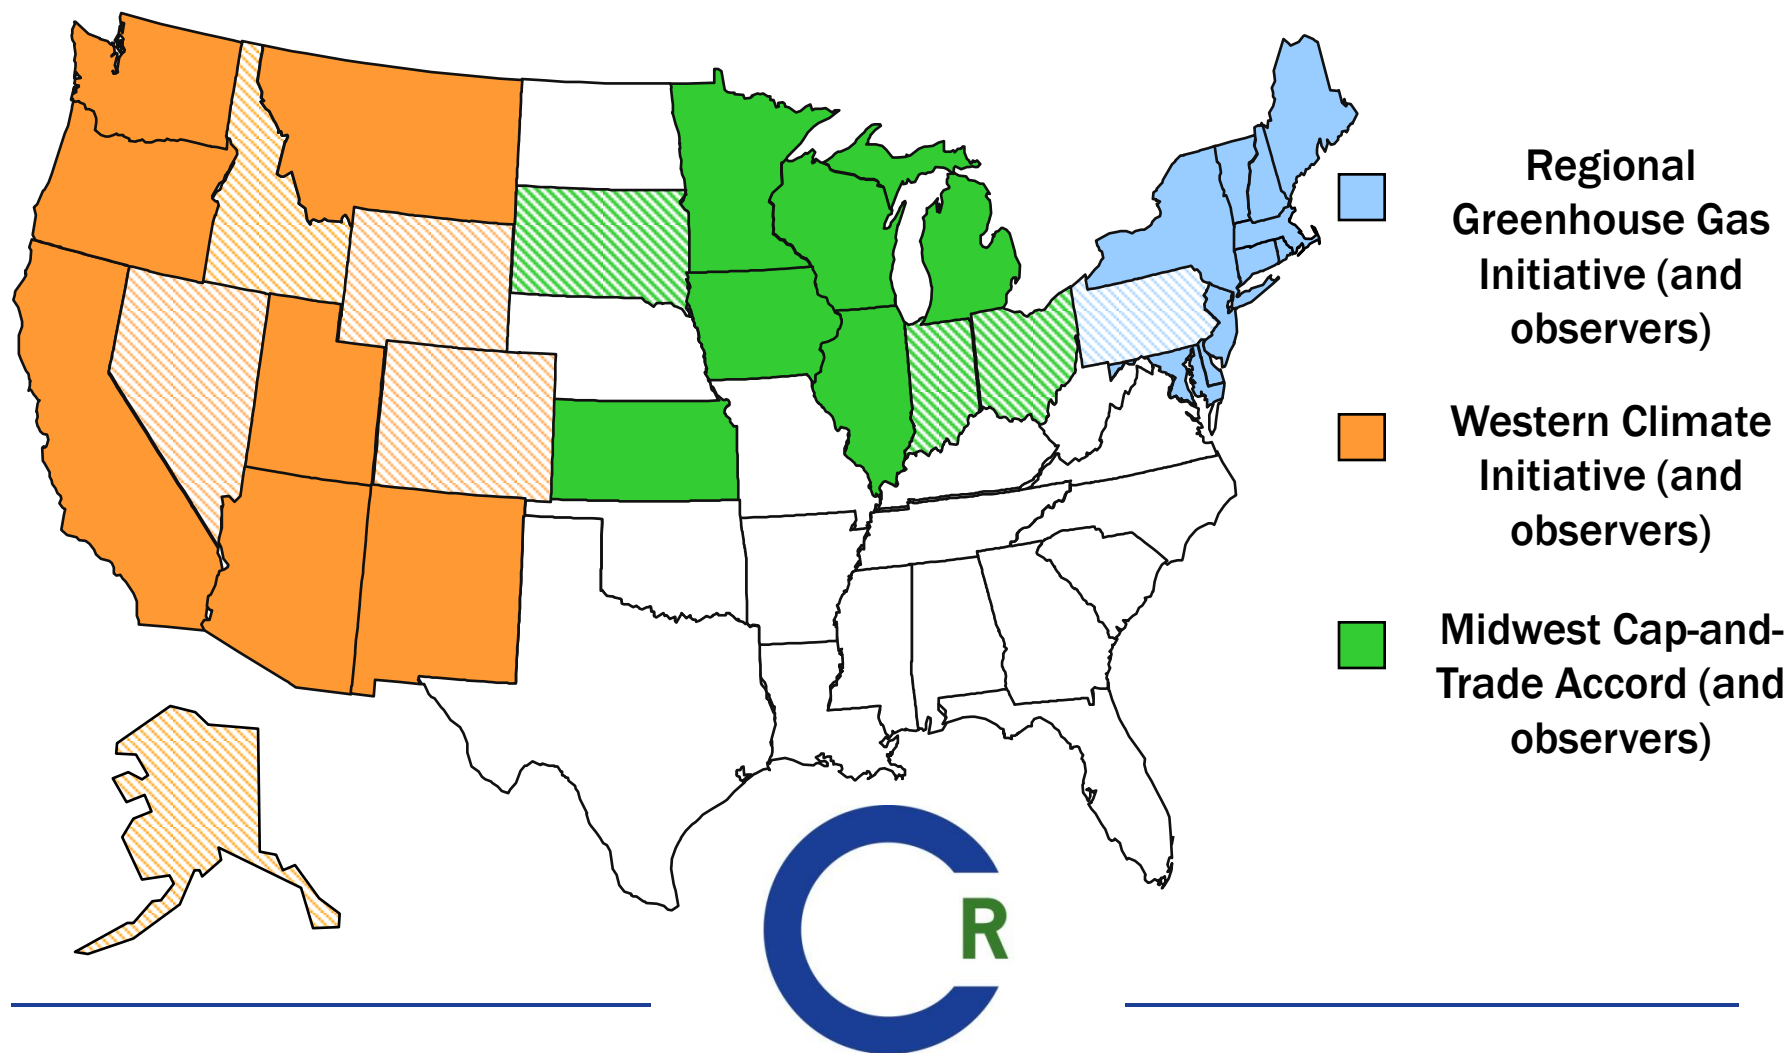 Regional
Greenhouse Gas
Initiative (and
observers)
Western Climate
Initiative (and
observers)
Midwest Cap-and-
Trade Accord (and
observers)
C
R